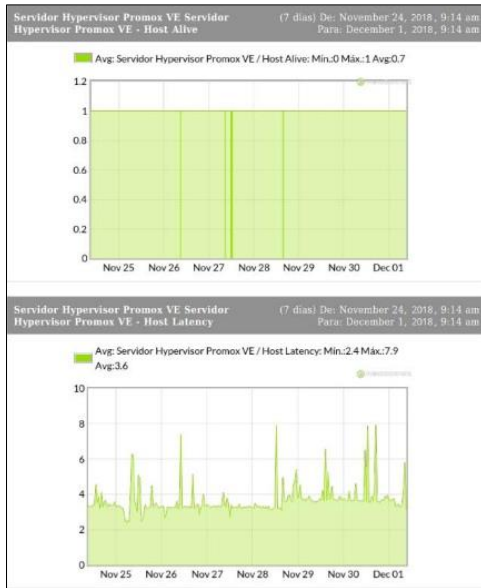 Servidor Hypervisor Promox VE Servidor
Hypervisor Promox VE - Host Alive
(7 días) De: November 24, 2018, 9:14 am
Para: December 1, 2018, 9:14 am
Avg: Servidor Hypervisor Promox VE / Host Alive: Mín.:0 Máx.:1 Avg:0.7
1.2
1
0.8
0.6
0.4
0.2
0
Nov 25 Nov 26 Nov 27 Nov 28 Nov 29 Nov 30 Dec 01
Servidor Hypervisor Promox VE Servidor
Hypervisor Promox VE - Host Latency
(7 días) De: November 24, 2018, 9:14 am
Para: December 1, 2018, 9:14 am
Avg: Servidor Hypervisor Promox VE / Host Latency: Mín.:2.4 Máx.:7.9
Avg:3.6
10
8
6
4
2
0
Nov 25 Nov 26 Nov 27 Nov 28 Nov 29 Nov 30 Dec 01